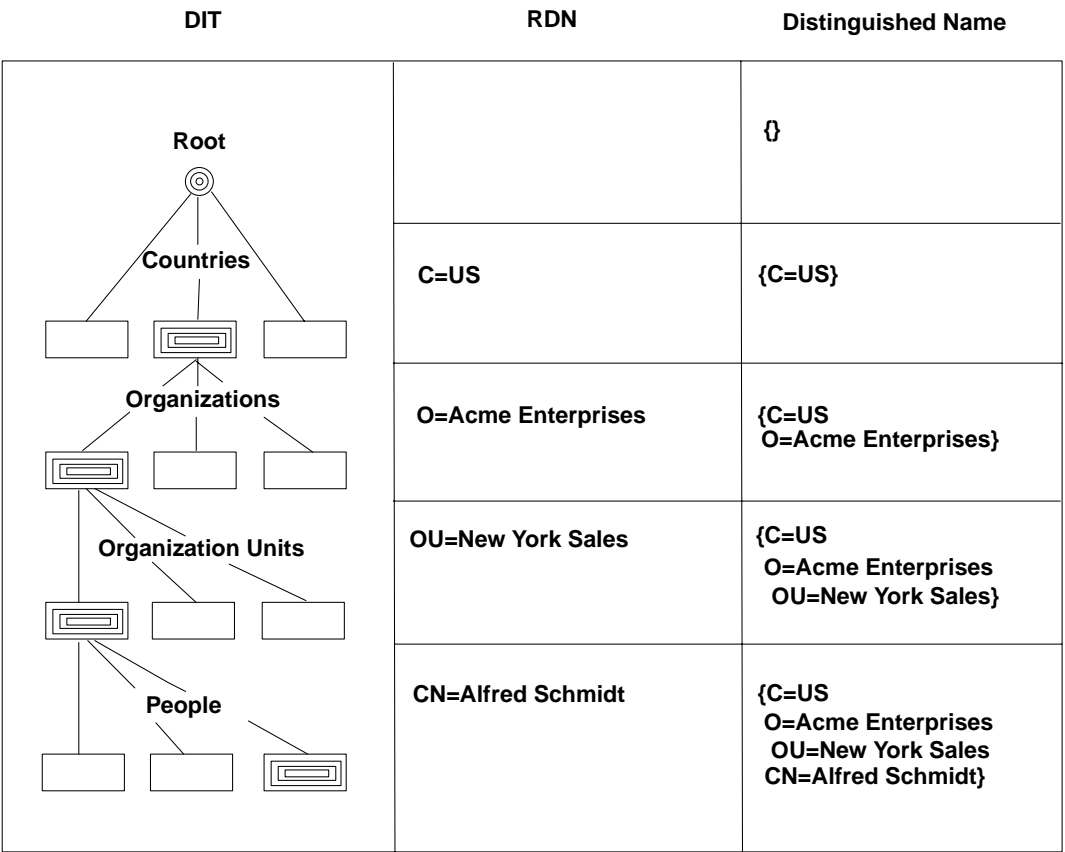 DIT
RDN
Distinguished Name
Root
{}
Countries
C=US
{C=US}
Organizations
O=Acme Enterprises
{C=US
O=Acme Enterprises}
Organization Units
OU=New York Sales
{C=US
O=Acme Enterprises
OU=New York Sales}
People
CN=Alfred Schmidt
{C=US
O=Acme Enterprises
OU=New York Sales
CN=Alfred Schmidt}